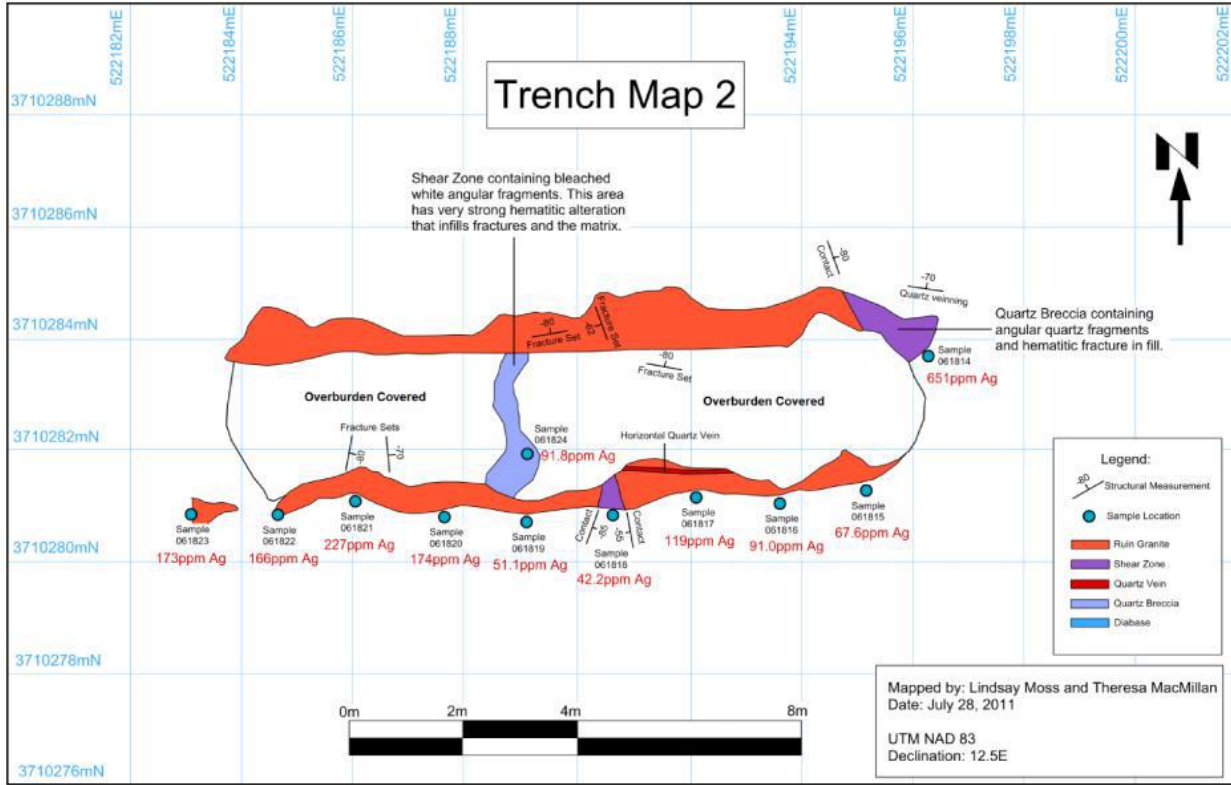 522182mE
522184mE
522186mE
522188mE
522194mE
522196mE
522198mE
522200mE
522202mE
Trench Map 2
3710288mN
3710286mN
3710284mN
3710282mN
3710280mN
3710278mN
3710276mN
N
Shear Zone containing bleached
white angular fragments. This area
has very strong hematitic alteration
that infills fractures and the matrix.
-80
Contact
-70
Quartz veinning
Quartz Breccia containing
angular quartz fragments
and hematitic fracture in fill.
-80
Fracture Set
-62
Fracture Set
-80
Fracture Set
Sample
061814
651ppm Ag
Overburden Covered
Overburden Covered
Fracture Sets
-80
-70
Sample
061824
91.8ppm Ag
Horizontal Quartz Vein
Sample
061823
173ppm Ag
Sample
061822
166ppm Ag
Sample
061821
227ppm Ag
Sample
061820
174ppm Ag
Sample
061819
51.1ppm Ag
Contact
-85
-55
Contact
Sample
061818
42.2ppm Ag
Sample
061817
119ppm Ag
Sample
061816
91.0ppm Ag
Sample
061815
67.6ppm Ag
Legend:
-80
Structural Measurement
Sample Location
Ruin Granite
Shear Zone
Quartz Vein
Quartz Breccia
Diabase
0m
2m
4m
8m
Mapped by: Lindsay Moss and Theresa MacMillan
Date: July 28, 2011
UTM NAD 83
Declination: 12.5E